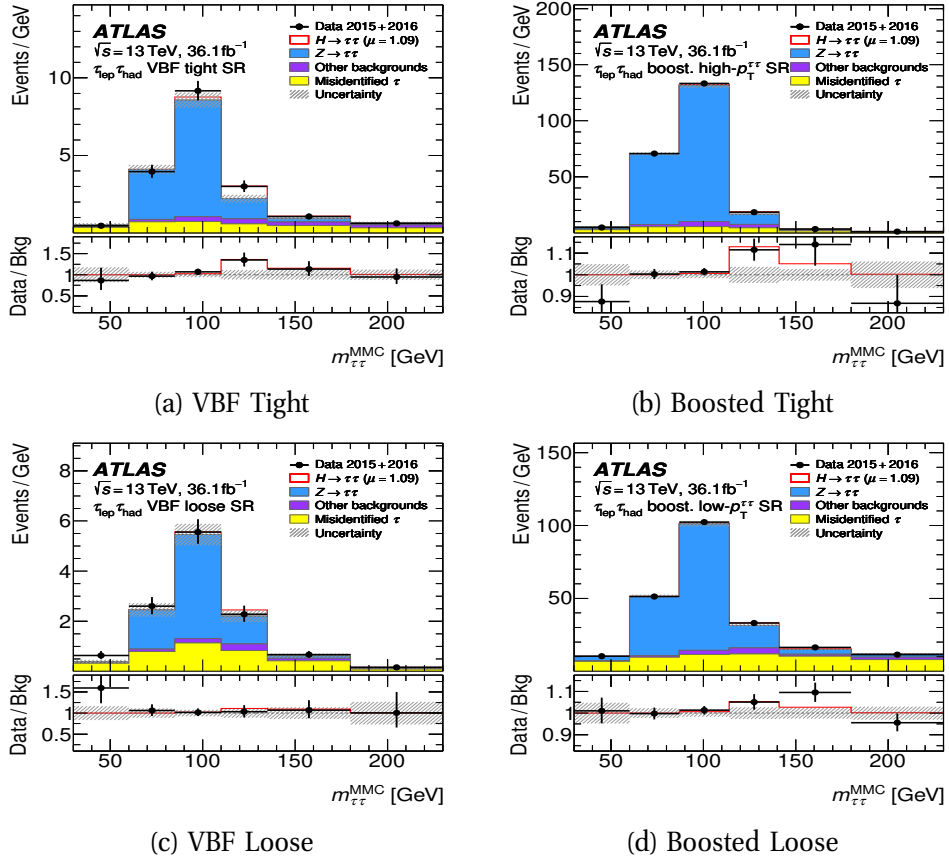 ATLAS
√s = 13 TeV, 36.1 fb⁻¹
τlep τhad VBF tight SR
Data 2015+2016
H → ττ (μ = 1.09)
Z → ττ
Other backgrounds
Misidentified τ
Uncertainty
Events / GeV
10
5
Data / Bkg
1.5
1
0.5
50 100 150 200
m_ττ^MMC [GeV]
(a) VBF Tight
ATLAS
√s = 13 TeV, 36.1 fb⁻¹
τlep τhad boost. high-p_T^ττ SR
Data 2015+2016
H → ττ (μ = 1.09)
Z → ττ
Other backgrounds
Misidentified τ
Uncertainty
Events / GeV
200
150
100
50
Data / Bkg
1.1
1
0.9
50 100 150 200
m_ττ^MMC [GeV]
(b) Boosted Tight
ATLAS
√s = 13 TeV, 36.1 fb⁻¹
τlep τhad VBF loose SR
Data 2015+2016
H → ττ (μ = 1.09)
Z → ττ
Other backgrounds
Misidentified τ
Uncertainty
Events / GeV
8
6
4
2
Data / Bkg
1.5
1
0.5
50 100 150 200
m_ττ^MMC [GeV]
(c) VBF Loose
ATLAS
√s = 13 TeV, 36.1 fb⁻¹
τlep τhad boost. low-p_T^ττ SR
Data 2015+2016
H → ττ (μ = 1.09)
Z → ττ
Other backgrounds
Misidentified τ
Uncertainty
Events / GeV
150
100
50
Data / Bkg
1.1
1
0.9
50 100 150 200
m_ττ^MMC [GeV]
(d) Boosted Loose